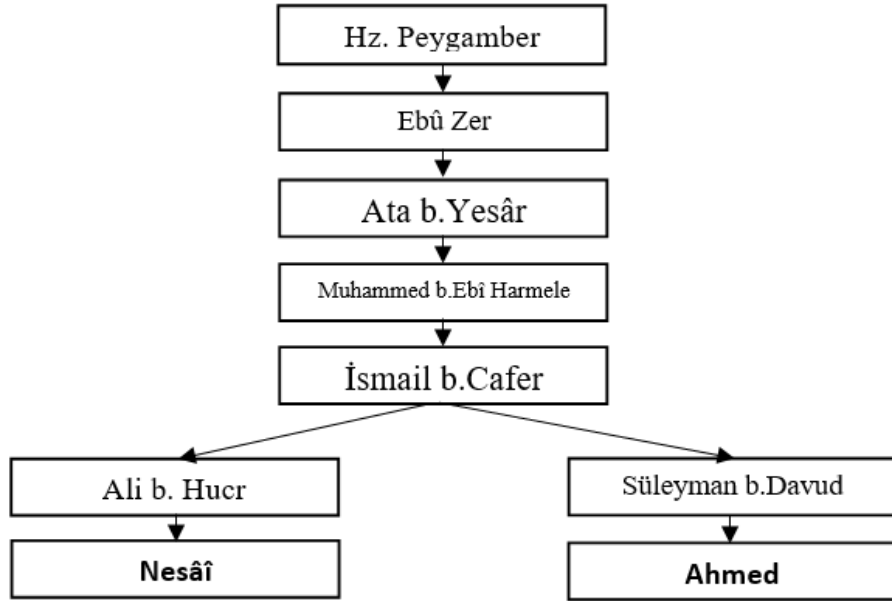 Hz. Peygamber
Ebû Zer
Ata b.Yesâr
Muhammed b.Ebî Harmele
İsmail b.Cafer
Ali b. Hucr
Süleyman b.Davud
Nesâî
Ahmed